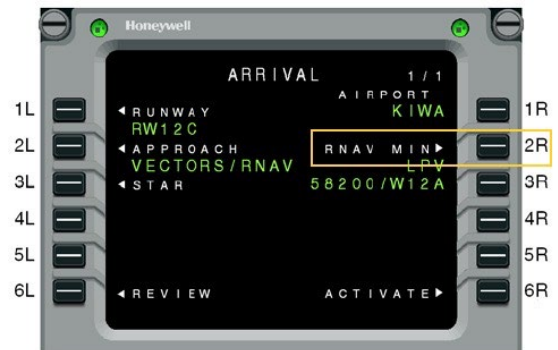 Honeywell
ARRIVAL 1 / 1
AIRPORT
1L ◄RUNWAY KIWA 1R
RW12C
2L ◄APPROACH RNAV MIN► 2R
VECTORS/RNAV LPV
3L ◄STAR 58200/W12A 3R
4L 4R
5L 5R
6L ◄REVIEW ACTIVATE► 6R